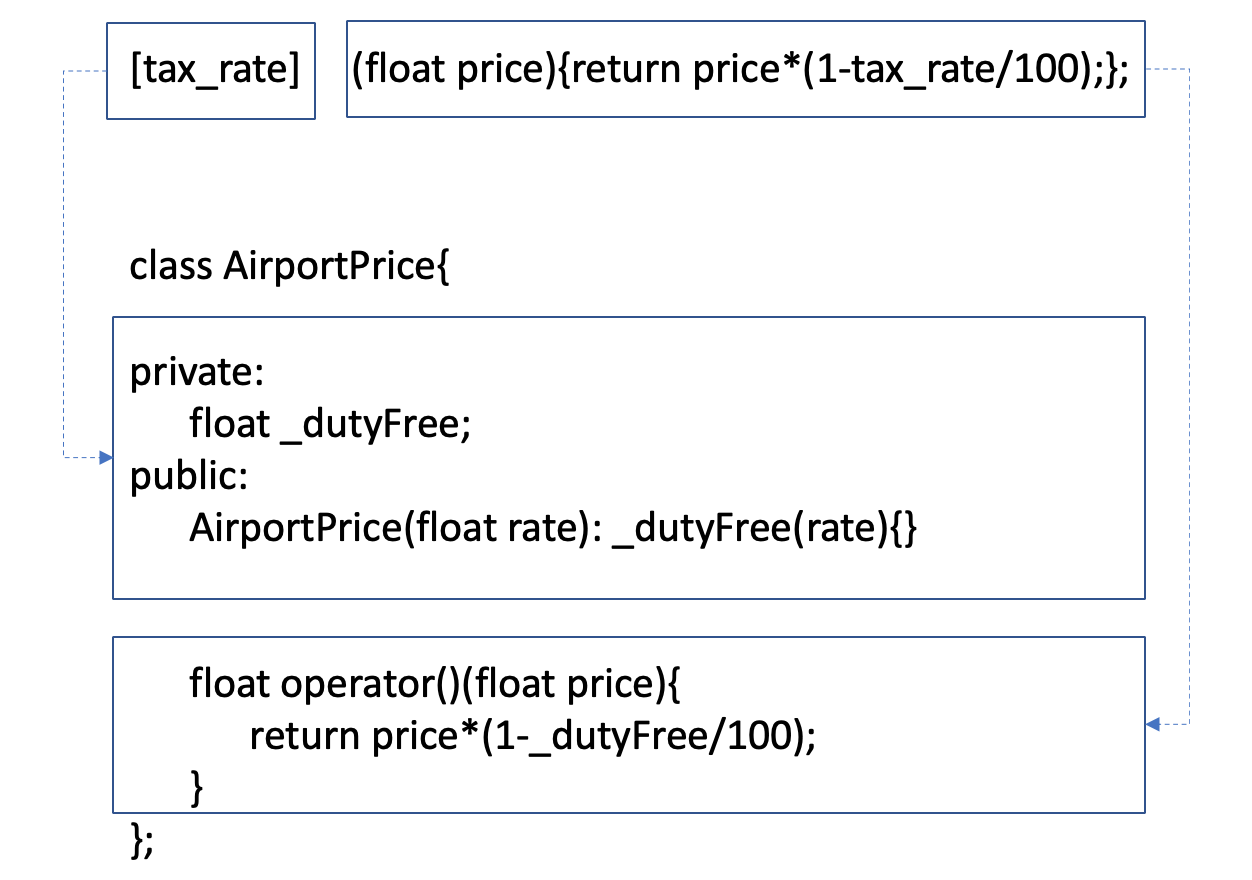 [tax_rate] (float price){return price*(1-tax_rate/100);};
class AirportPrice{
private:
float _dutyFree;
public:
AirportPrice(float rate): _dutyFree(rate){}
float operator()(float price){
return price*(1-_dutyFree/100);
}
};